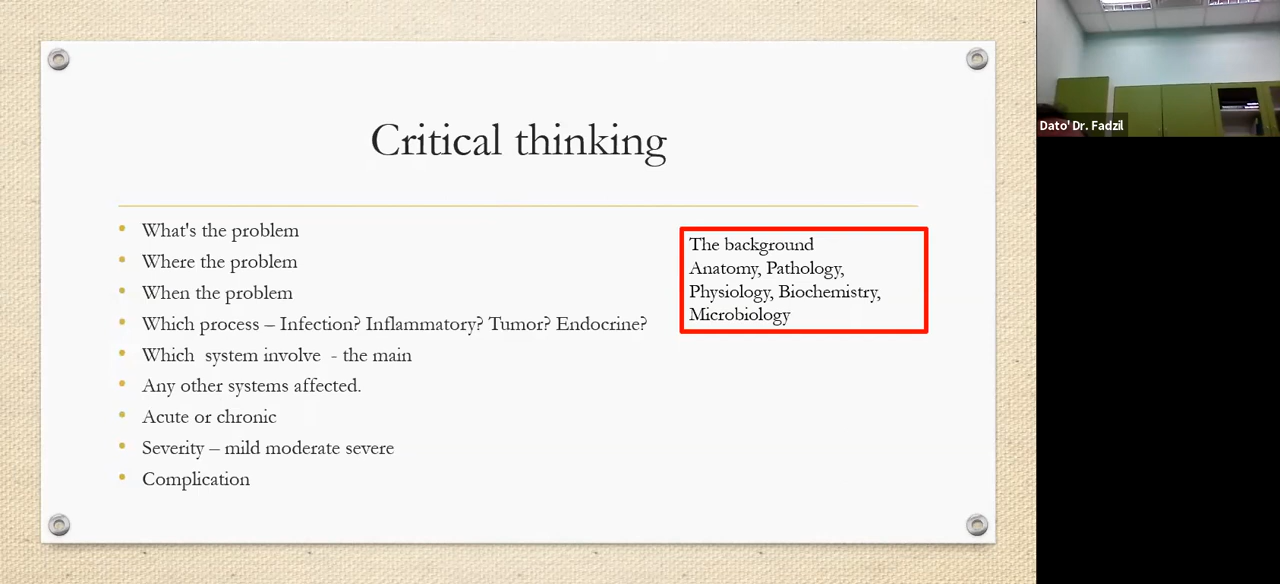 Critical thinking
What's the problem
Where the problem
When the problem
Which process – Infection? Inflammatory? Tumor? Endocrine?
Which  system involve  - the main
Any other systems affected.
Acute or chronic
Severity – mild moderate severe
Complication
The background
Anatomy, Pathology,
Physiology, Biochemistry,
Microbiology
Dato' Dr. Fadzil